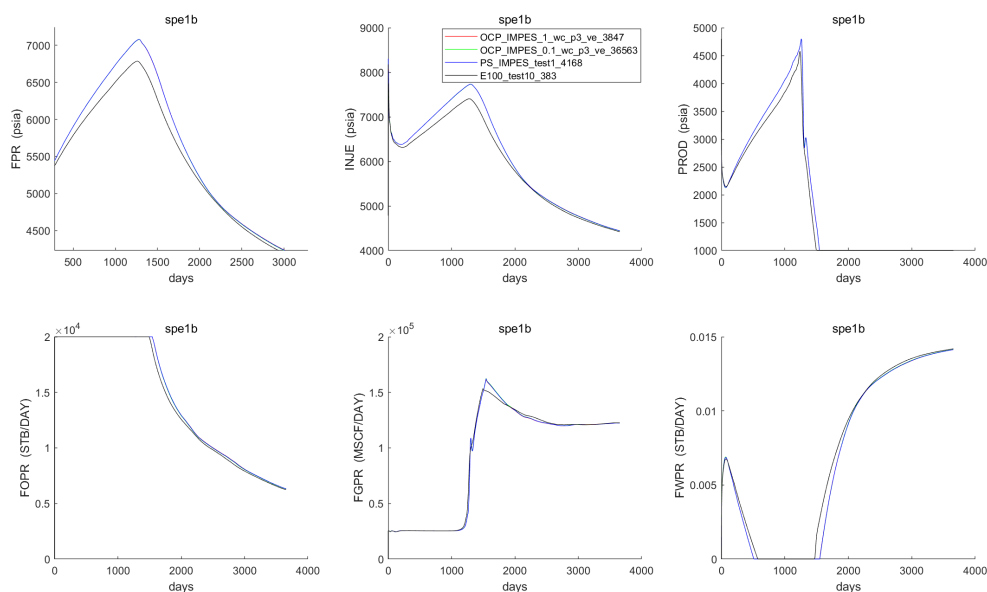 spe1b
7000
6500
6000
5500
5000
4500
FPR (psia)
500 1000 1500 2000 2500 3000
days
spe1b
OCP_IMPES_1_wc_p3_ve_3847
OCP_IMPES_0.1_wc_p3_ve_36563
PS_IMPES_test1_4168
E100_test10_383
9000
8000
7000
6000
5000
4000
INJE (psia)
0 1000 2000 3000 4000
days
spe1b
5000
4500
4000
3500
3000
2500
2000
1500
1000
PROD (psia)
0 1000 2000 3000 4000
days
spe1b
×10^4
2
1.5
1
0.5
0
FOPR (STB/DAY)
0 1000 2000 3000 4000
days
spe1b
×10^5
2
1.5
1
0.5
0
FGPR (MSCF/DAY)
0 1000 2000 3000 4000
days
spe1b
0.015
0.01
0.005
0
FWPR (STB/DAY)
0 1000 2000 3000 4000
days